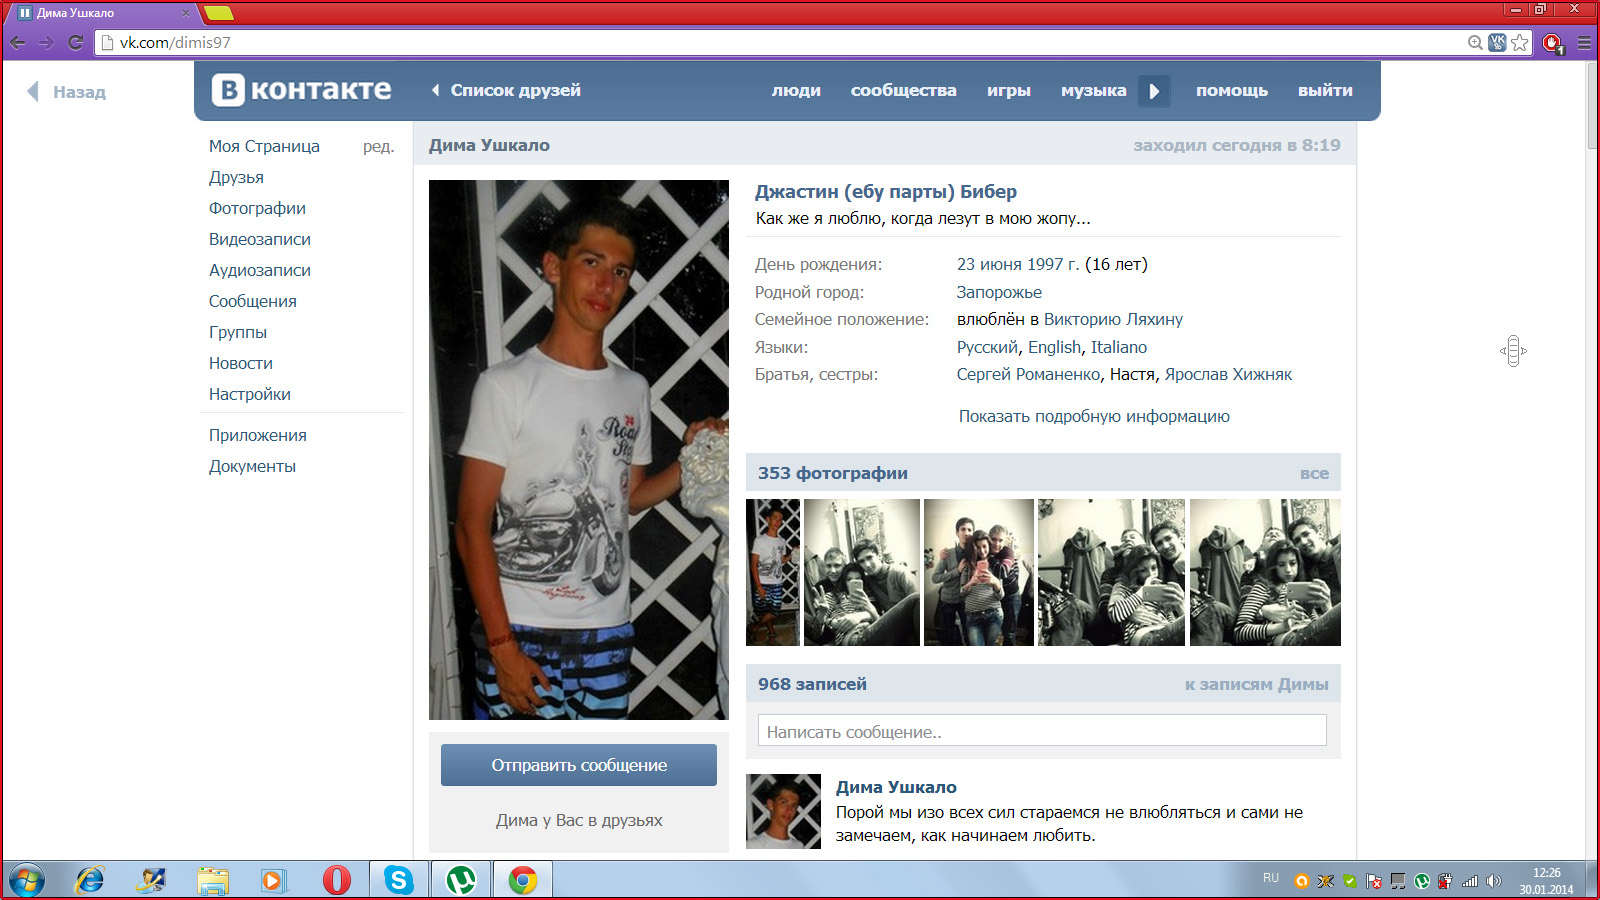 Дима Ушкало
vk.com/dimis97
Назад
В контакте
Список друзей
люди сообщества игры музыка помощь выйти
Моя Страница ред.
Друзья
Фотографии
Видеозаписи
Аудиозаписи
Сообщения
Группы
Новости
Настройки
Приложения
Документы
Дима Ушкало
заходил сегодня в 8:19
Road
Отправить сообщение
Дима у Вас в друзьях
Джастин (ебу парты) Бибер
Как же я люблю, когда лезут в мою жопу...
День рождения: 23 июня 1997 г. (16 лет)
Родной город: Запорожье
Семейное положение: влюблён в Викторию Ляхину
Языки: Русский, English, Italiano
Братья, сестры: Сергей Романенко, Настя, Ярослав Хижняк
Показать подробную информацию
353 фотографии все
968 записей к записям Димы
Написать сообщение..
Дима Ушкало
Порой мы изо всех сил стараемся не влюбляться и сами не
замечаем, как начинаем любить.
RU
12:26
30.01.2014